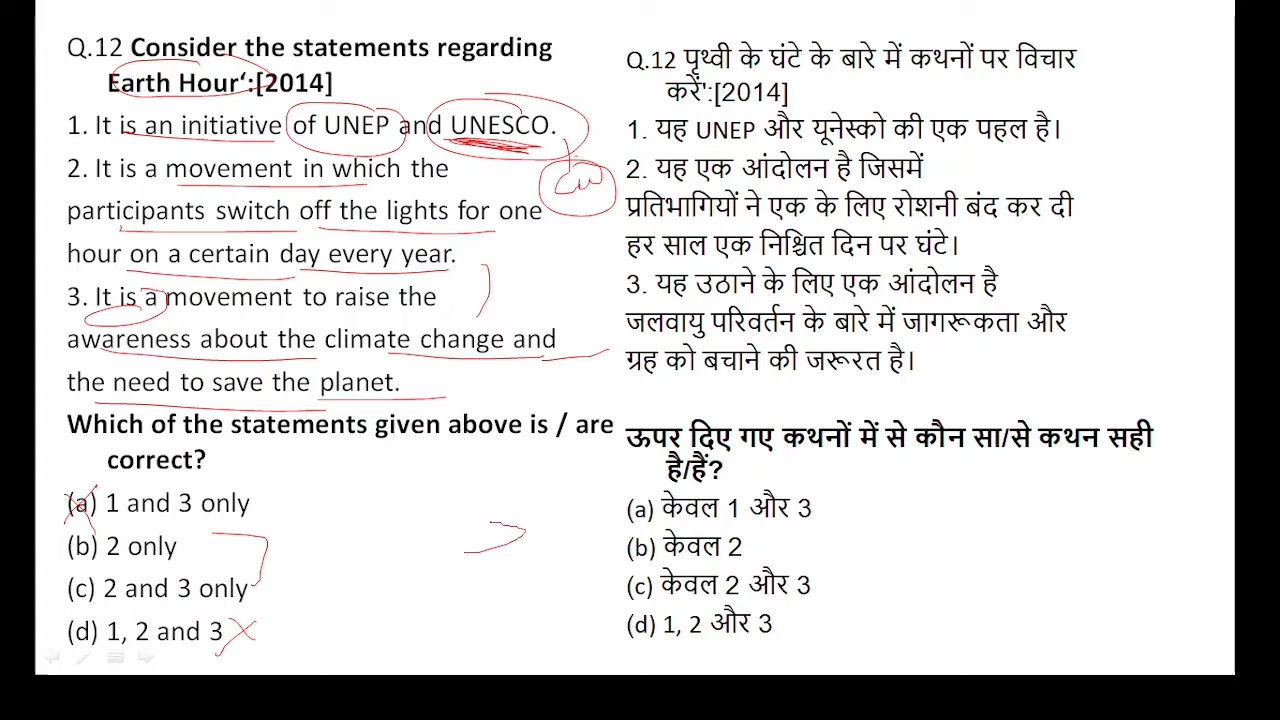 Q.12 Consider the statements regarding
Earth Hour‘:[2014]
1. It is an initiative of UNEP and UNESCO.
2. It is a movement in which the
participants switch off the lights for one
hour on a certain day every year.
3. It is a movement to raise the
awareness about the climate change and
the need to save the planet.
Which of the statements given above is / are
correct?
(a) 1 and 3 only
(b) 2 only
(c) 2 and 3 only
(d) 1, 2 and 3
Q.12 पृथ्वी के घंटे के बारे में कथनों पर विचार
करें':[2014]
1. यह UNEP और यूनेस्को की एक पहल है।
2. यह एक आंदोलन है जिसमें
प्रतिभागियों ने एक के लिए रोशनी बंद कर दी
हर साल एक निश्चित दिन पर घंटे।
3. यह उठाने के लिए एक आंदोलन है
जलवायु परिवर्तन के बारे में जागरूकता और
ग्रह को बचाने की जरूरत है।
ऊपर दिए गए कथनों में से कौन सा/से कथन सही
है/हैं?
(a) केवल 1 और 3
(b) केवल 2
(c) केवल 2 और 3
(d) 1, 2 और 3